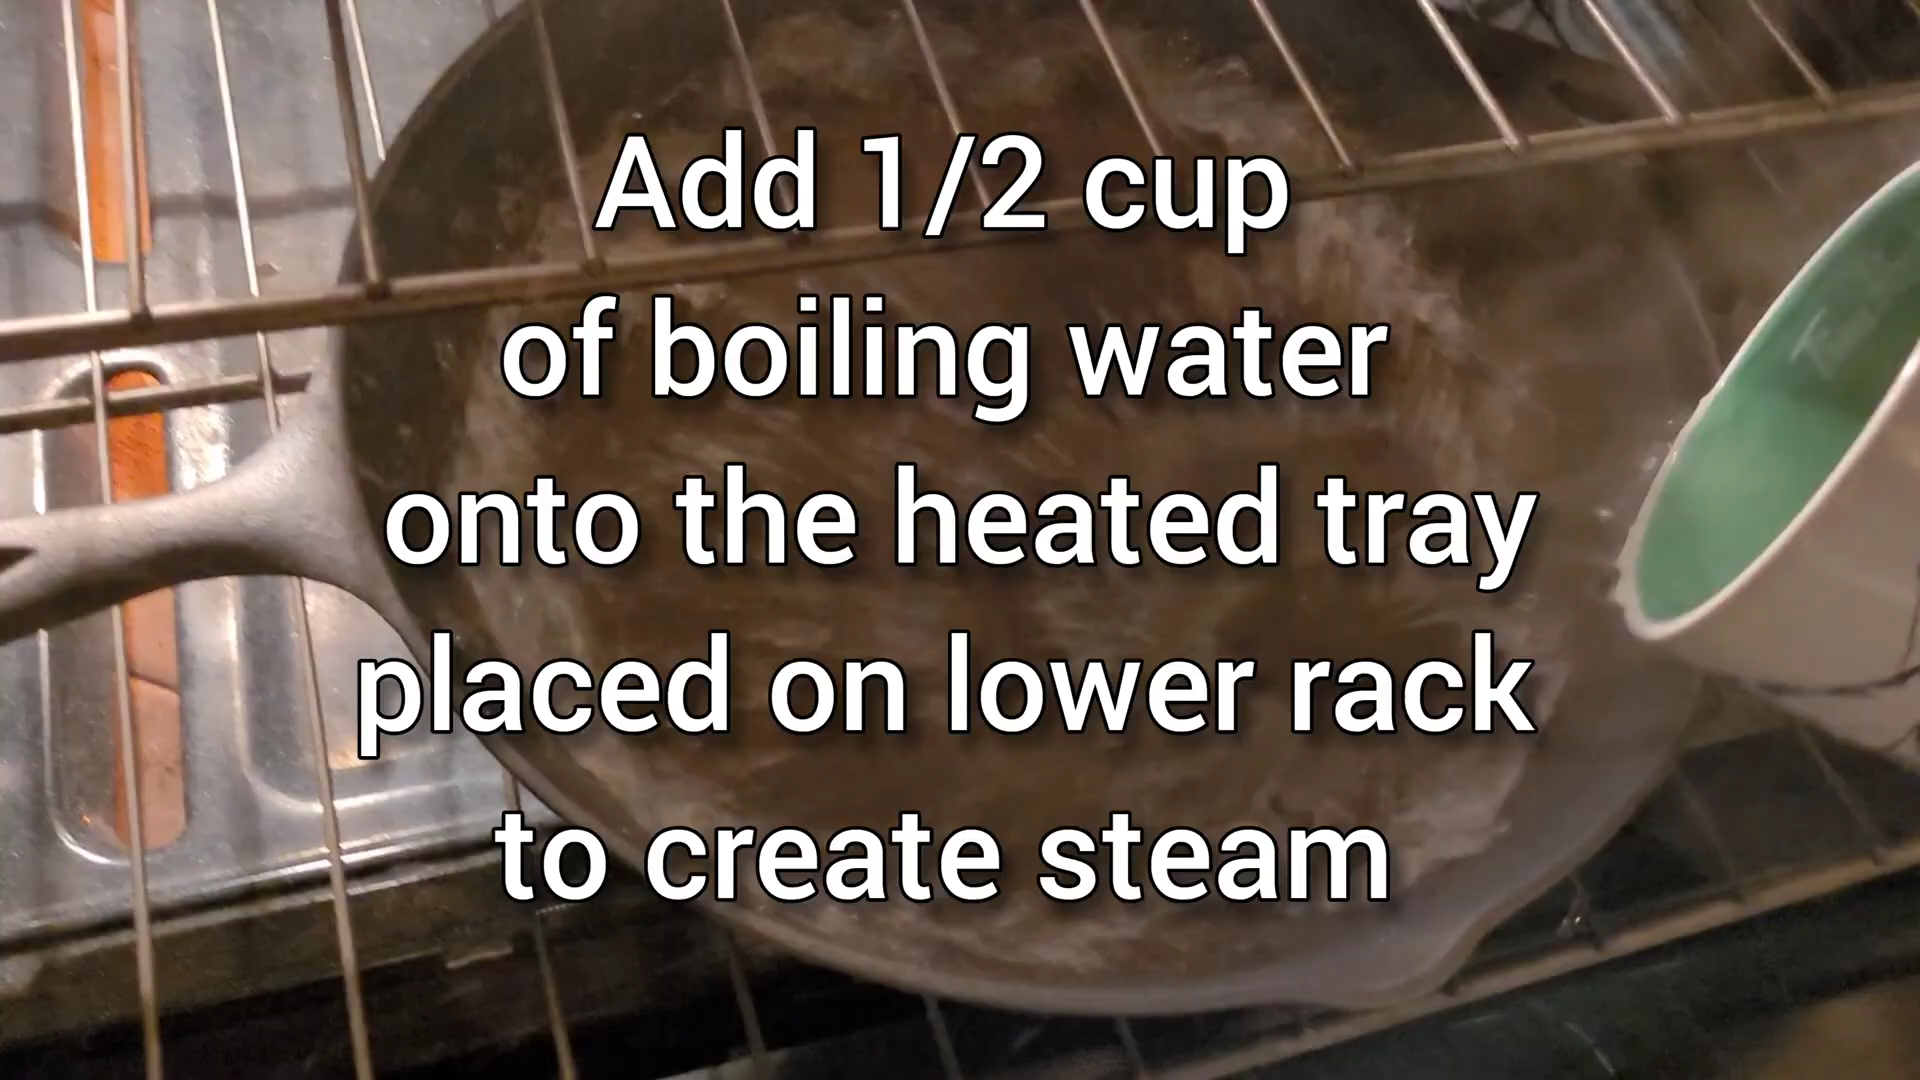 Add 1/2 cup
of boiling water
onto the heated tray
placed on lower rack
to create steam